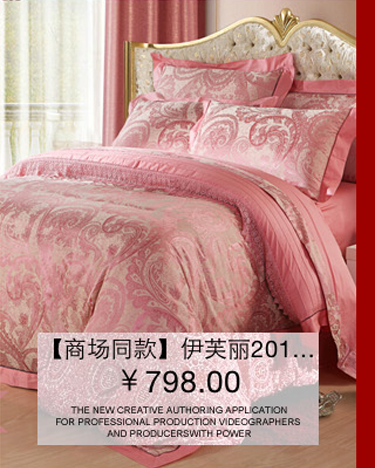 【商场同款】伊芙丽201...
￥798.00
THE NEW CREATIVE AUTHORING APPLICATION
FOR PROFESSIONAL PRODUCTION VIDEOGRAPHERS
AND PRODUCERSWITH POWER